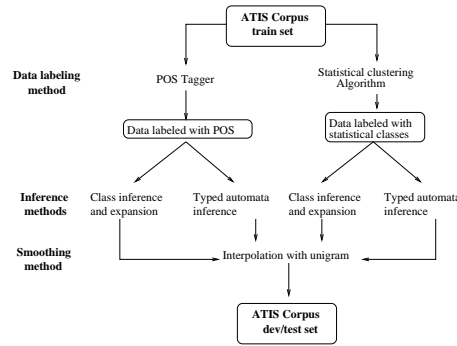 ATIS Corpus
train set
Data labeling
method
POS Tagger
Statistical clustering
Algorithm
Data labeled with POS
Data labeled with
statistical classes
Inference
methods
Class inference
and expansion
Typed automata
inference
Class inference
and expansion
Typed automata
inference
Smoothing
method
Interpolation with unigram
ATIS Corpus
dev/test set